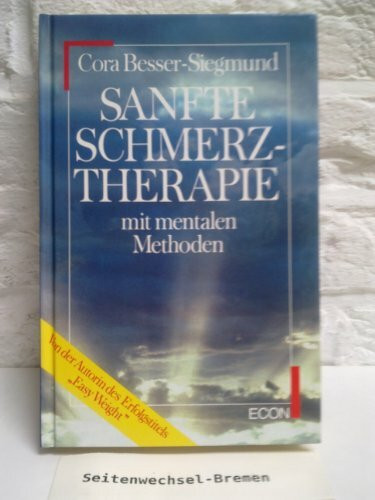 Cora Besser-Siegmund
SANFTE
SCHMERZ-
THERAPIE
mit mentalen
Methoden
Von der Autorin des Erfolgstitels
„Easy Weight“
ECON
Seitenwechsel-Bremen